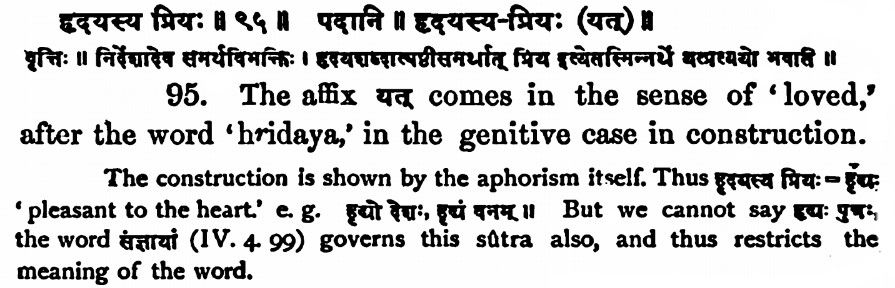 हृदयस्य प्रियः ॥ ९५ ॥ पदानि ॥ हृदयस्य-प्रियः (यत्) ॥
वृत्तिः ॥ निर्देशादेव समर्थविभक्तिः । हृदयशब्दात्षष्ठीसमर्थात् प्रिय इत्येतस्मिन्नर्थे यत्प्रत्ययो भवति ॥
95. The affix यत् comes in the sense of ‘loved,’
after the word ‘hridaya,’ in the genitive case in construction.
The construction is shown by the aphorism itself. Thus हृदयस्य प्रियः = हृद्यः
‘pleasant to the heart.’ e. g. हृद्यो देशः, हृद्यं वनम् ॥ But we cannot say हृद्यः पुत्रः,
the word संज्ञायां (IV. 4. 99) governs this sûtra also, and thus restricts the
meaning of the word.